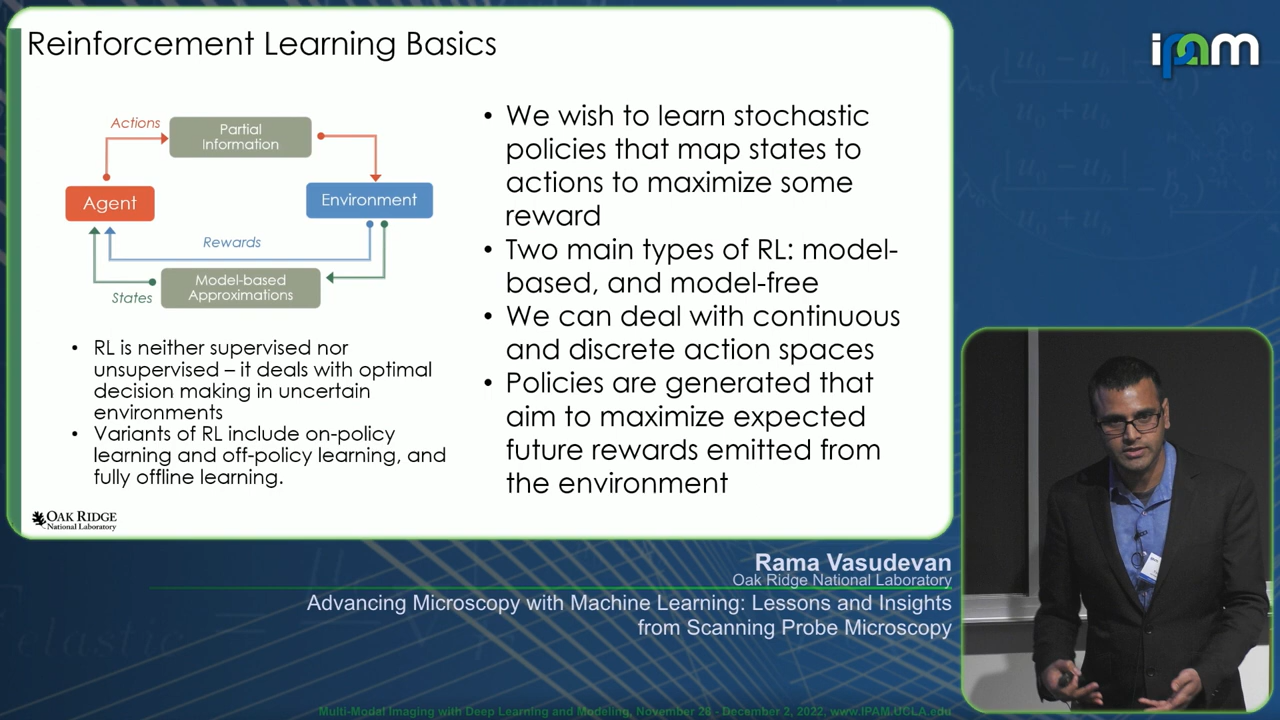 Reinforcement Learning Basics
ipam
Actions
Partial
Information
Agent
Environment
Rewards
Model-based
Approximations
States
• RL is neither supervised nor
unsupervised – it deals with optimal
decision making in uncertain
environments
• Variants of RL include on-policy
learning and off-policy learning, and
fully offline learning.
• We wish to learn stochastic
policies that map states to
actions to maximize some
reward
• Two main types of RL: model-
based, and model-free
• We can deal with continuous
and discrete action spaces
• Policies are generated that
aim to maximize expected
future rewards emitted from
the environment
OAK RIDGE
National Laboratory
Rama Vasudevan
Oak Ridge National Laboratory
Advancing Microscopy with Machine Learning: Lessons and Insights
from Scanning Probe Microscopy
Multi-Modal Imaging with Deep Learning and Modeling, November 28 - December 2, 2022, www.IPAM.UCLA.edu